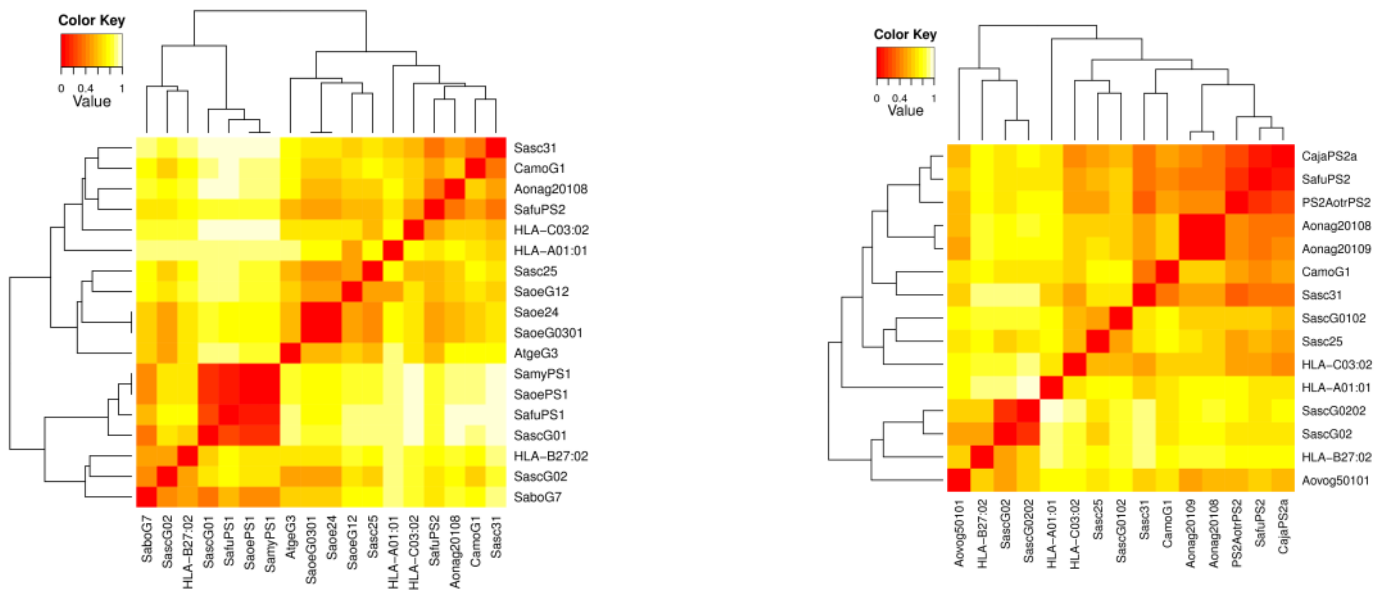 Color Key
0 0.4 1
Value
Sasc31
CamoG1
Aonag20108
SafuPS2
HLA-C03:02
HLA-A01:01
Sasc25
SaoeG12
Saoe24
SaoeG0301
AtgeG3
SamyPS1
SaoePS1
SafuPS1
SascG01
HLA-B27:02
SascG02
SaboG7
SaboG7
SascG02
HLA-B27:02
SascG01
SafuPS1
SaoePS1
SamyPS1
AtgeG3
SaoeG0301
Saoe24
SaoeG12
Sasc25
HLA-A01:01
HLA-C03:02
SafuPS2
Aonag20108
CamoG1
Sasc31
Color Key
0 0.4 1
Value
CajaPS2a
SafuPS2
PS2AotrPS2
Aonag20108
Aonag20109
CamoG1
Sasc31
SascG0102
Sasc25
HLA-C03:02
HLA-A01:01
SascG0202
SascG02
HLA-B27:02
Aovog50101
Aovog50101
HLA-B27:02
SascG02
SascG0202
HLA-A01:01
HLA-C03:02
Sasc25
SascG0102
Sasc31
CamoG1
Aonag20109
Aonag20108
PS2AotrPS2
SafuPS2
CajaPS2a